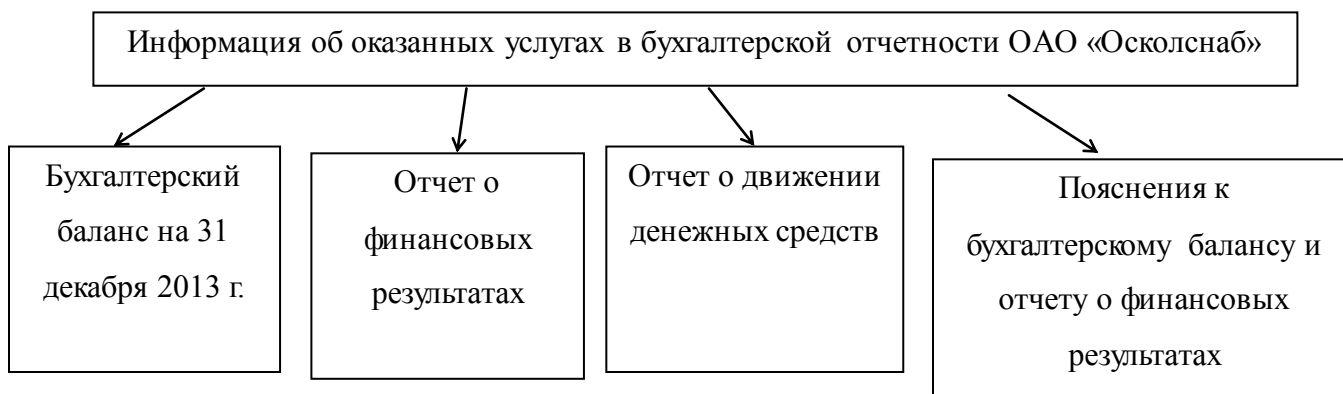 Информация об оказанных услугах в бухгалтерской отчетности ОАО «Осколснаб»
Бухгалтерский
баланс на 31
декабря 2013 г.
Отчет о
финансовых
результатах
Отчет о движении
денежных средств
Пояснения к
бухгалтерскому балансу и
отчету о финансовых
результатах